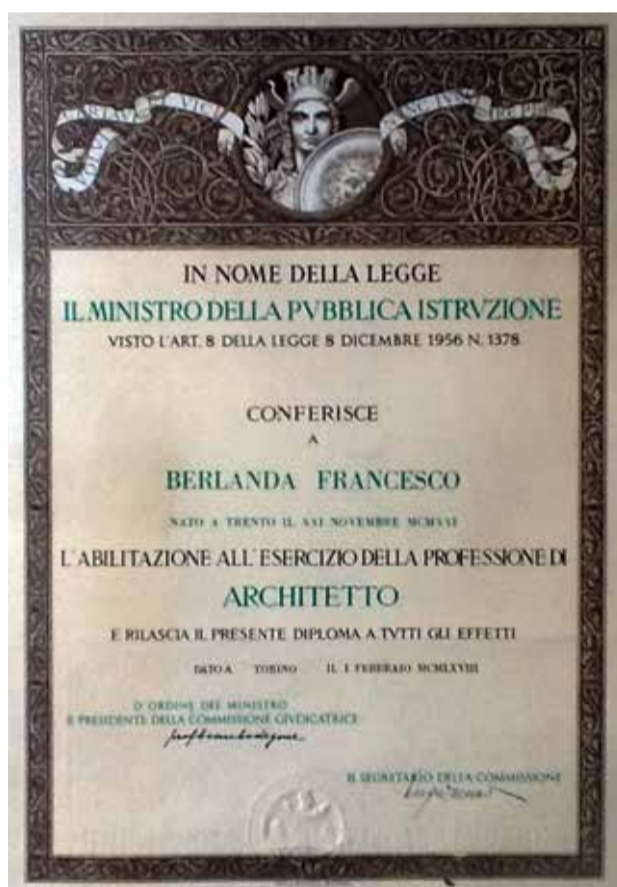 IN NOME DELLA LEGGE
IL MINISTRO DELLA PVBBLICA ISTRVZIONE
VISTO L'ART. 8 DELLA LEGGE 8 DICEMBRE 1956 N. 1378
CONFERISCE
A
BERLANDA FRANCESCO
NATO A TRENTO IL XXI NOVEMBRE
L'ABILITAZIONE ALL'ESERCIZIO DELLA PROFESSIONE DI
ARCHITETTO
E RILASCIA IL PRESENTE DIPLOMA A TVTTI GLI EFFETTI
DATO A TORINO IL I FEBBRAIO MCMLXVIII
D'ORDINE DEL MINISTRO
IL PRESIDENTE DELLA COMMISSIONE GIVDICATRICE
IL SEGRETARIO DELLA COMMISSIONE